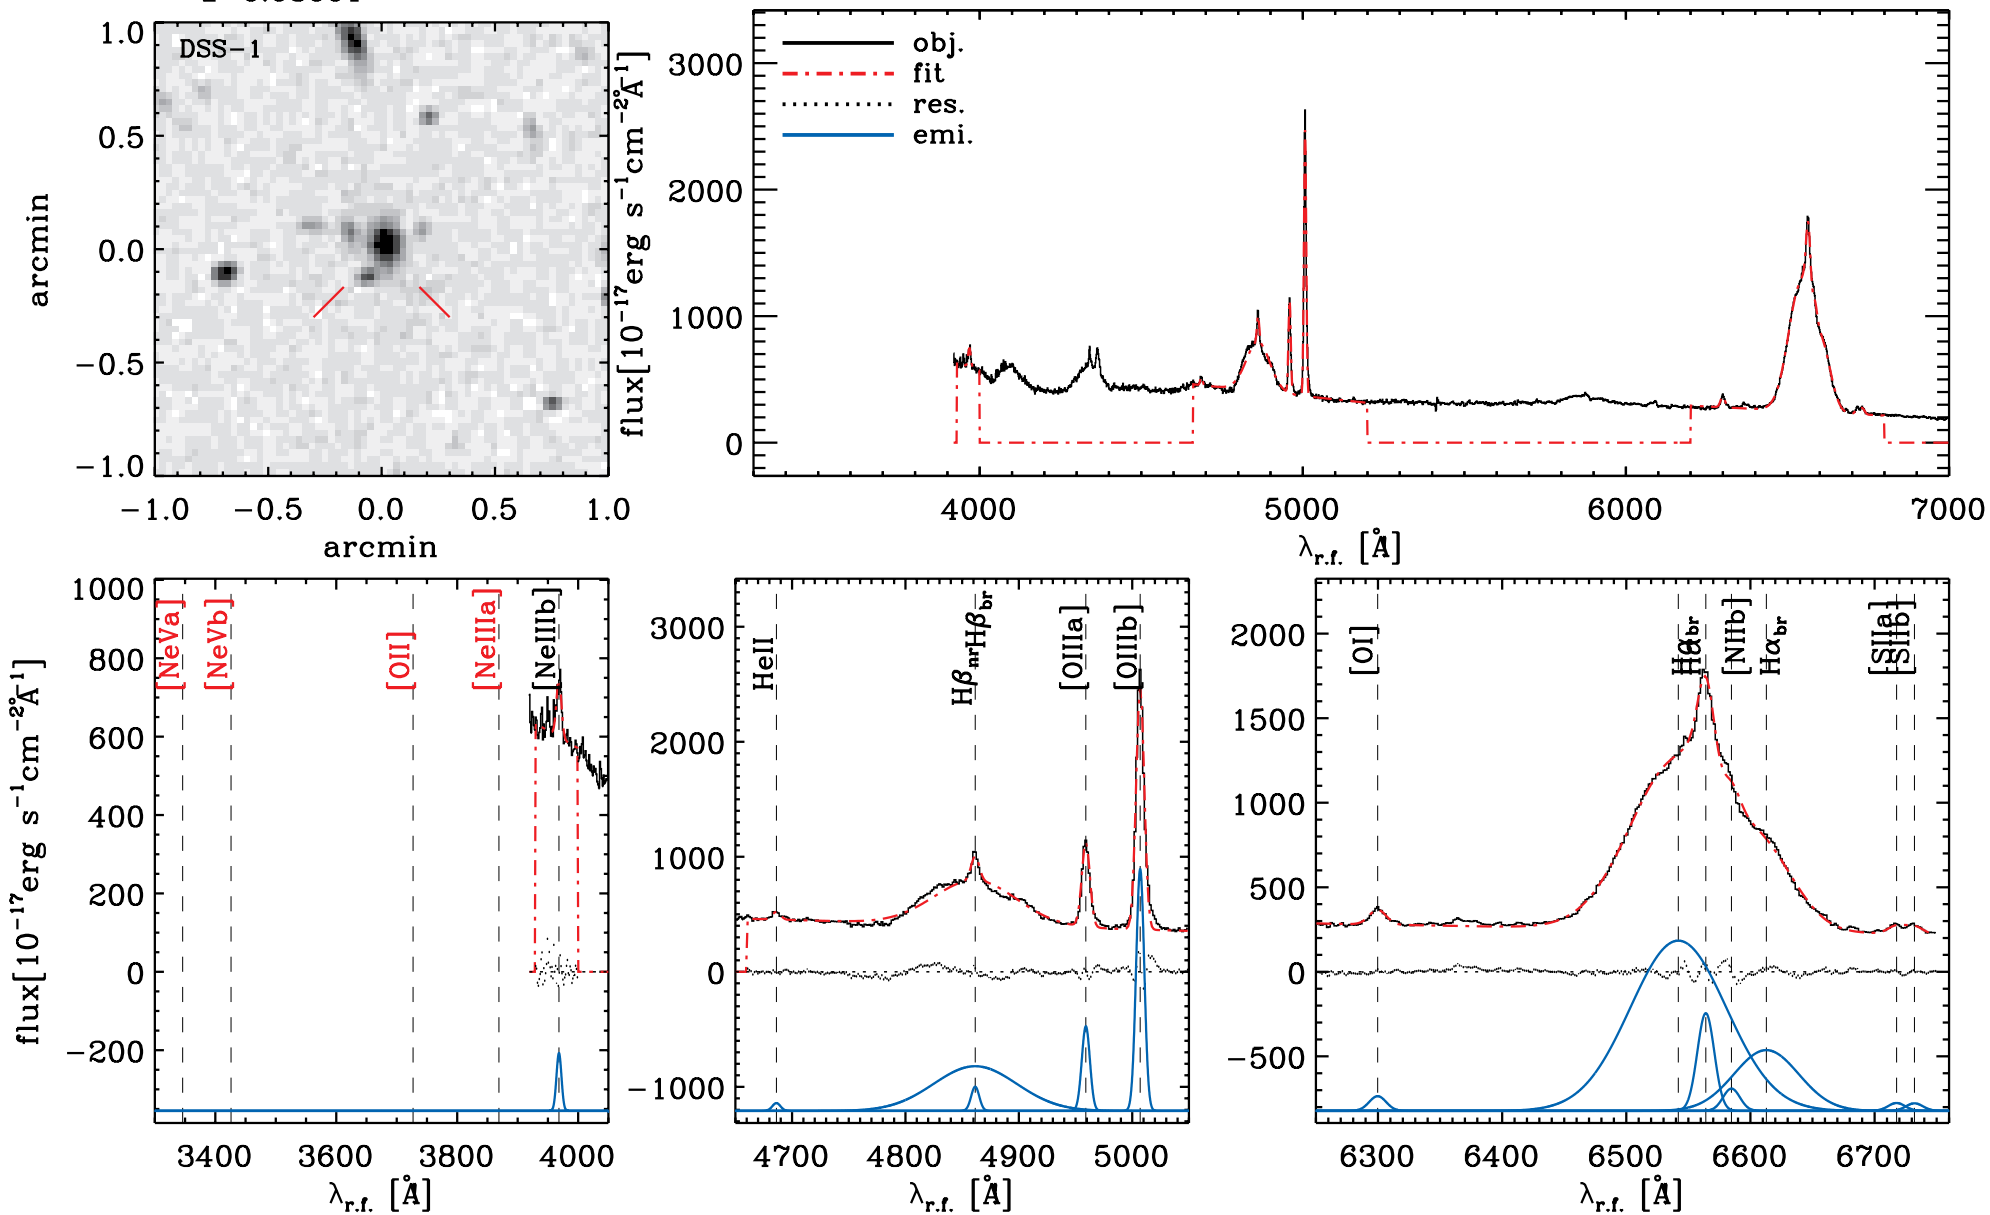 DSS-1
1.0
0.5
0.0
-0.5
-1.0
-1.0 -0.5 0.0 0.5 1.0
arcmin
arcmin
obj.
fit
res.
emi.
3000
2000
1000
0
4000 5000 6000 7000
λr.f. [Å]
flux[10⁻¹⁷erg s⁻¹cm⁻²Å⁻¹]
[NeVa] [NeVb] [OII] [NeIIIa] [NeIIIb]
1000
800
600
400
200
0
-200
3400 3600 3800 4000
λr.f. [Å]
flux[10⁻¹⁷erg s⁻¹cm⁻²Å⁻¹]
HeII HβnrHβbr [OIIIa] [OIIIb]
3000
2000
1000
0
-1000
4700 4800 4900 5000
λr.f. [Å]
[OI] Hαbr [NIIb] Hαbr [SIIa] [SIIb]
2000
1500
1000
500
0
-500
6300 6400 6500 6600 6700
λr.f. [Å]